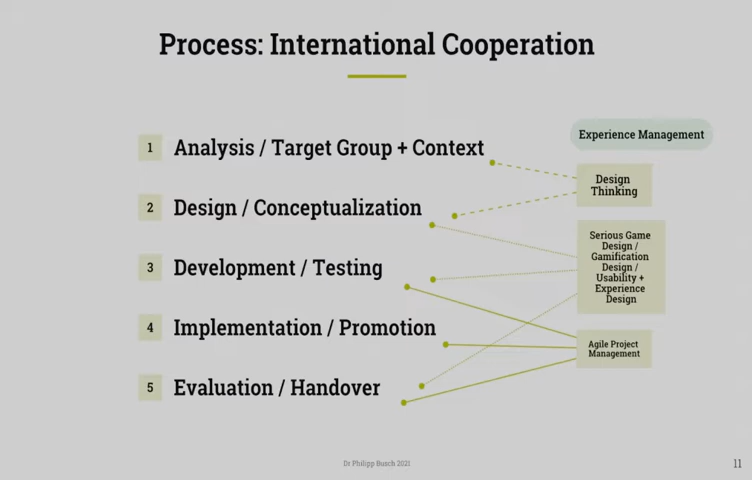 Process: International Cooperation
1 Analysis / Target Group + Context
2 Design / Conceptualization
3 Development / Testing
4 Implementation / Promotion
5 Evaluation / Handover
Experience Management
Design
Thinking
Serious Game
Design /
Gamification
Design /
Usability +
Experience
Design
Agile Project
Management
Dr Philipp Busch 2021
11